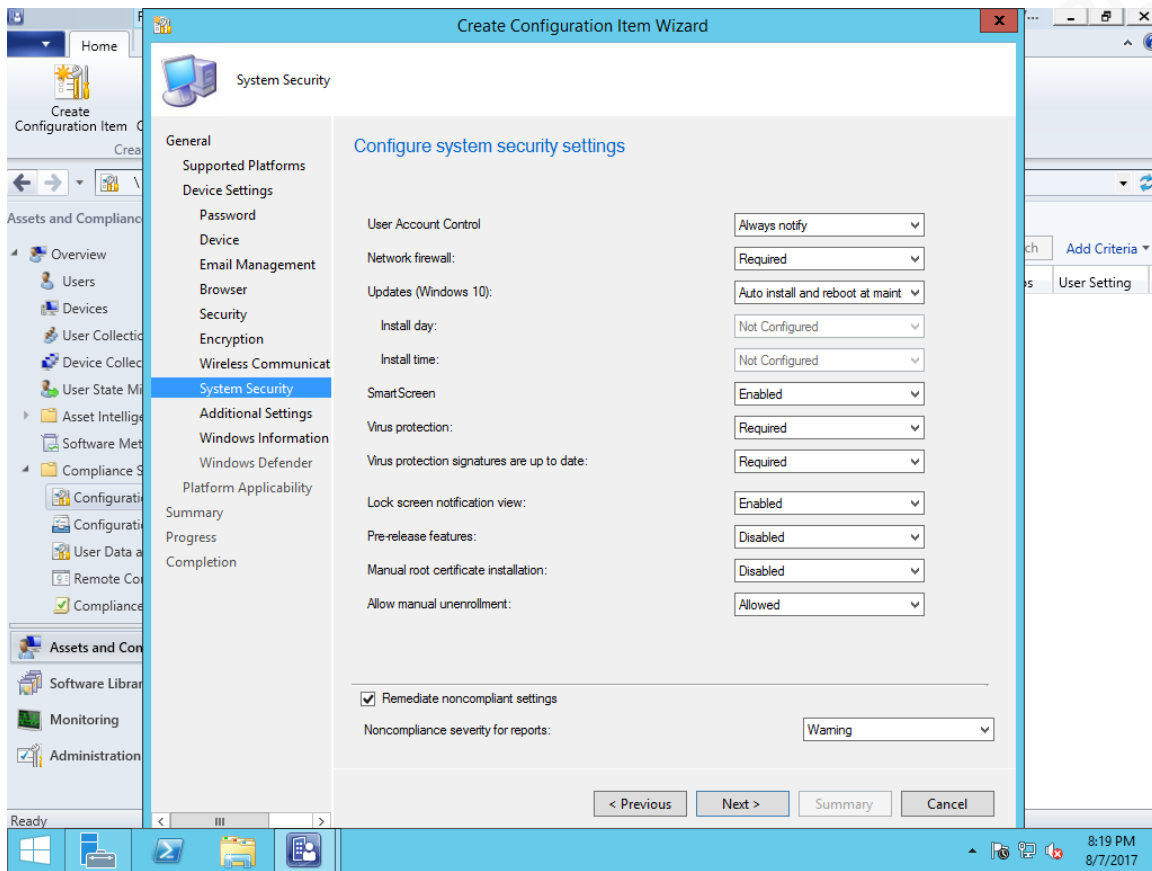 Create Configuration Item Wizard
Home
Create
Configuration Item
Crea
System Security
General
Supported Platforms
Device Settings
Password
Device
Email Management
Browser
Security
Encryption
Wireless Communicat
System Security
Additional Settings
Windows Information
Windows Defender
Platform Applicability
Summary
Progress
Completion
Configure system security settings
User Account Control Always notify
Network firewall: Required
Updates (Windows 10): Auto install and reboot at maint
Install day: Not Configured
Install time: Not Configured
SmartScreen Enabled
Virus protection: Required
Virus protection signatures are up to date: Required
Lock screen notification view: Enabled
Pre-release features: Disabled
Manual root certificate installation: Disabled
Allow manual unenrollment: Allowed
Remediate noncompliant settings
Noncompliance severity for reports: Warning
< Previous Next > Summary Cancel
Assets and Complianc
Overview
Users
Devices
User Collectio
Device Collec
User State Mi
Asset Intellige
Software Met
Compliance S
Configurati
Configurati
User Data a
Remote Co
Compliance
Assets and Con
Software Librar
Monitoring
Administration
Ready
ch Add Criteria
os User Setting
8:19 PM
8/7/2017